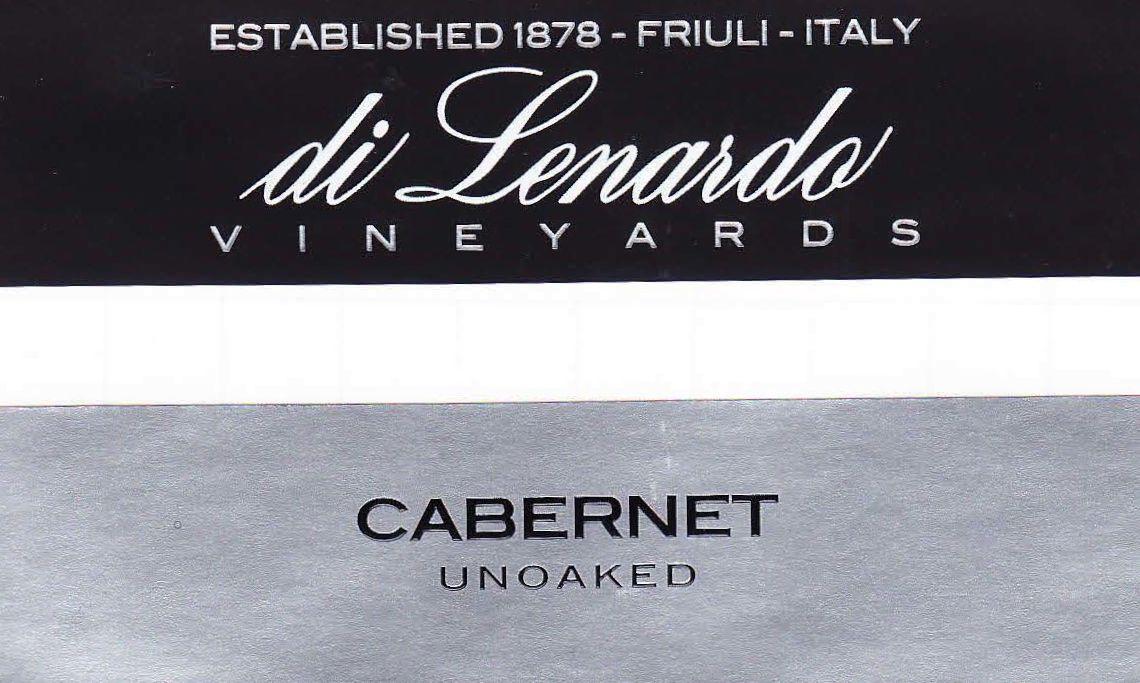 ESTABLISHED 1878 - FRIULI - ITALY
di Lenardo
VINEYARDS
CABERNET
UNOAKED